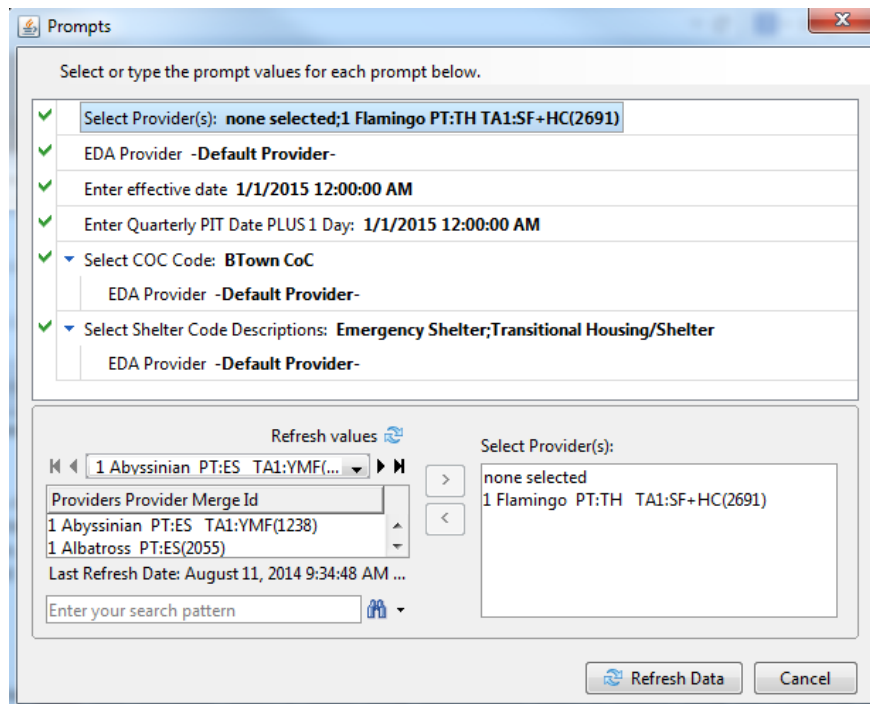 Prompts
Select or type the prompt values for each prompt below.
Select Provider(s): none selected;1 Flamingo PT:TH TA1:SF+HC(2691)
EDA Provider -Default Provider-
Enter effective date 1/1/2015 12:00:00 AM
Enter Quarterly PIT Date PLUS 1 Day: 1/1/2015 12:00:00 AM
Select COC Code: BTown CoC
EDA Provider -Default Provider-
Select Shelter Code Descriptions: Emergency Shelter;Transitional Housing/Shelter
EDA Provider -Default Provider-
Refresh values
1 Abyssinian PT:ES TA1:YMF(...
Providers Provider Merge Id
1 Abyssinian PT:ES TA1:YMF(1238)
1 Albatross PT:ES(2055)
Last Refresh Date: August 11, 2014 9:34:48 AM ...
Enter your search pattern
>
<
Select Provider(s):
none selected
1 Flamingo PT:TH TA1:SF+HC(2691)
Refresh Data
Cancel